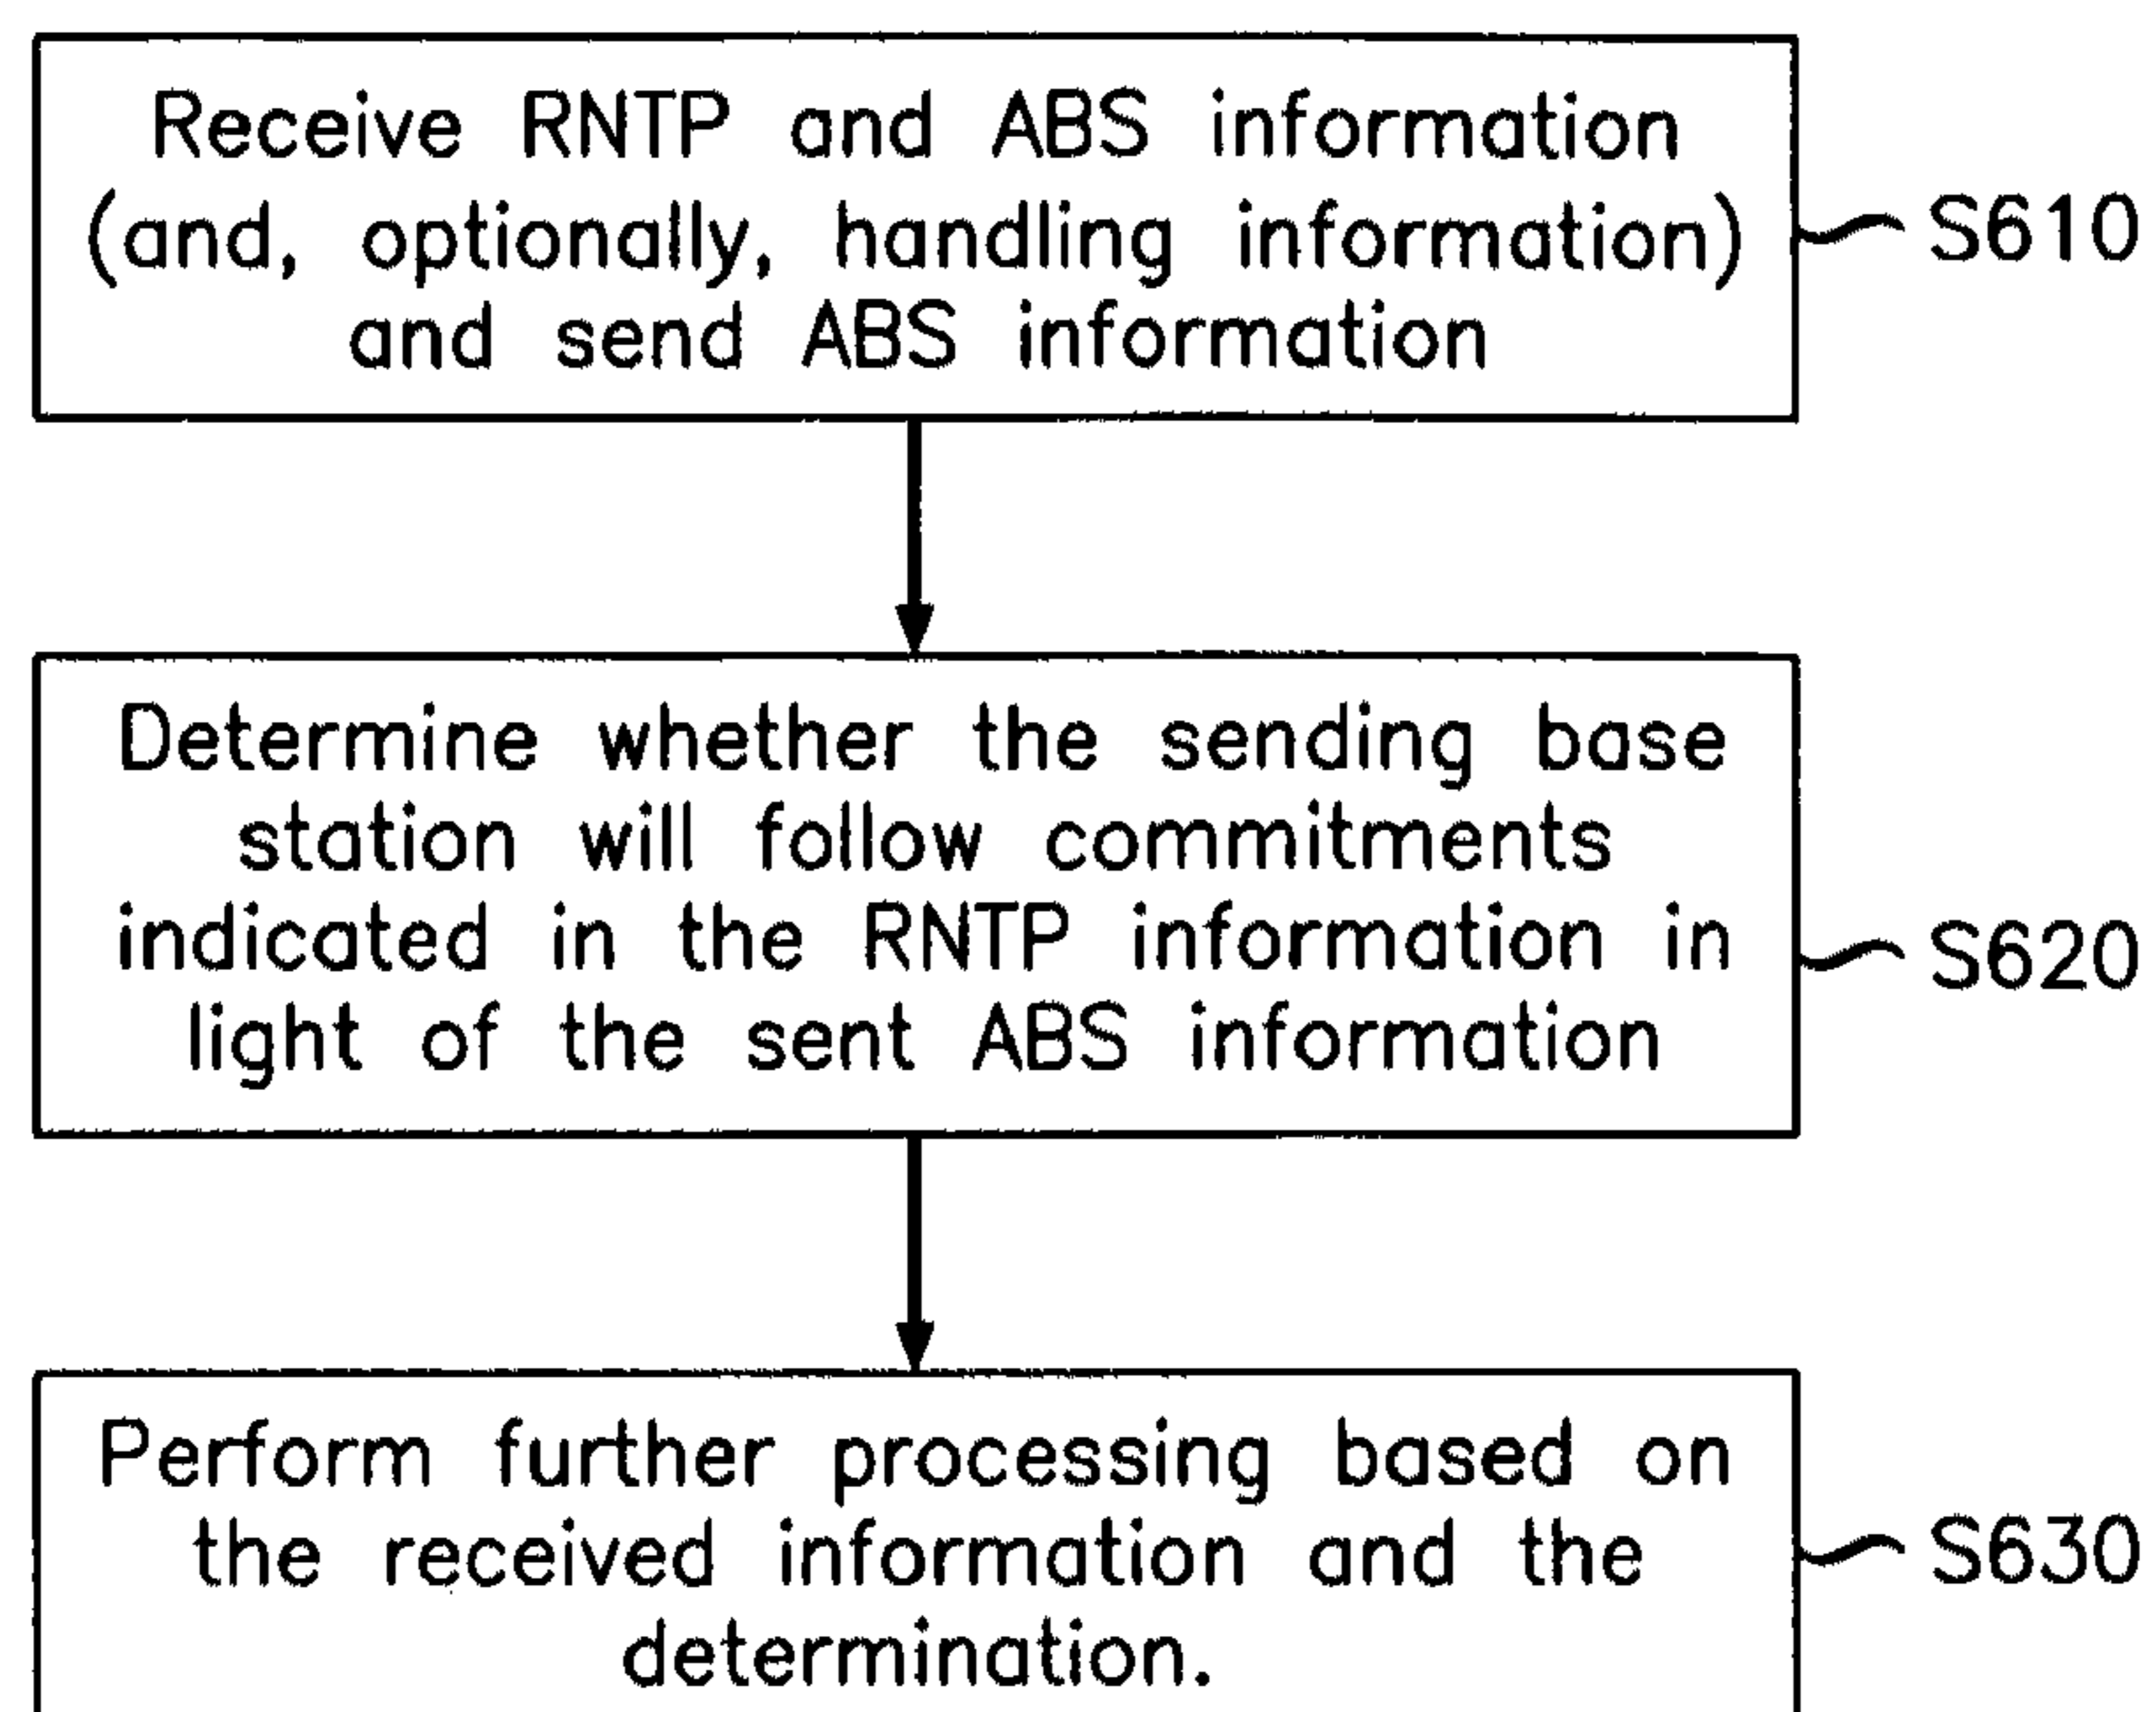 Receive RNTP and ABS information
(and, optionally, handling information)
and send ABS information
S610
Determine whether the sending base
station will follow commitments
indicated in the RNTP information in
light of the sent ABS information
S620
Perform further processing based on
the received information and the
determination.
S630